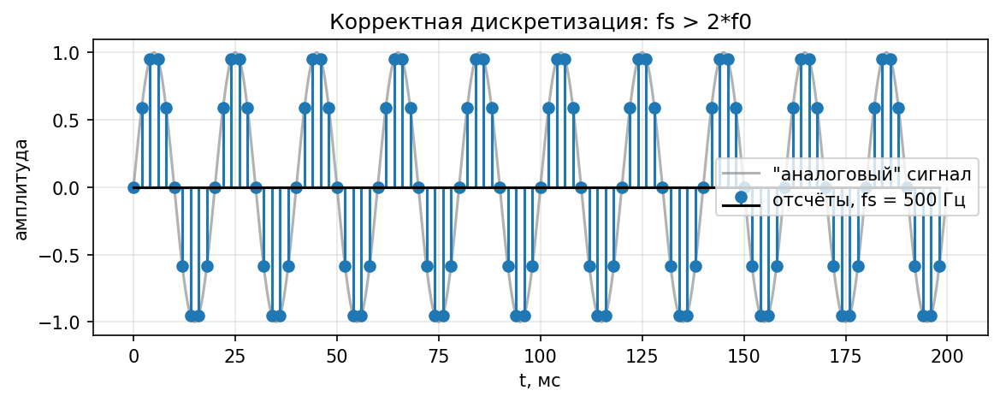 Корректная дискретизация: fs > 2*f0
амплитуда
1.0
0.5
0.0
−0.5
−1.0
"аналоговый" сигнал
отсчёты, fs = 500 Гц
0 25 50 75 100 125 150 175 200
t, мс